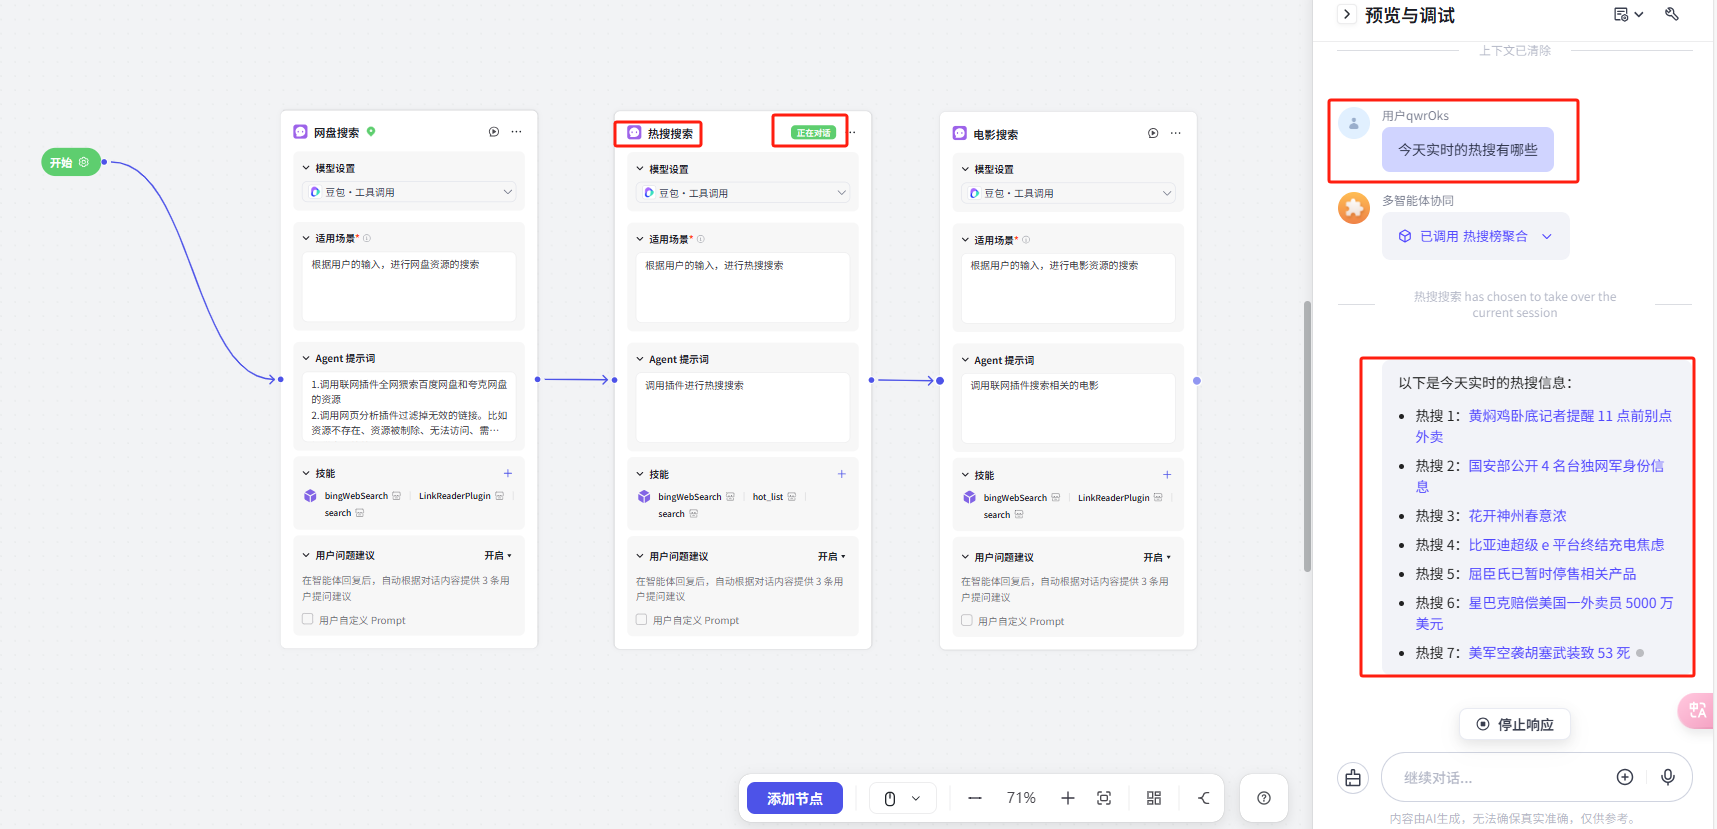 开始
网盘搜索
模型设置
豆包・工具调用
适用场景*
根据用户的输入，进行网盘资源的搜索
Agent 提示词
1.调用联网插件全网搜索百度网盘和夸克网盘
的资源
2.调用网页分析插件过滤掉无效的链接。比如
资源不存在、资源被制除、无法访问、需…
技能
bingWebSearch
LinkReaderPlugin
search
用户问题建议
开启
在智能体回复后，自动根据对话内容提供 3 条用
户提问建议
用户自定义 Prompt
热搜搜索
正在对话
模型设置
豆包・工具调用
适用场景*
根据用户的输入，进行热搜搜索
Agent 提示词
调用插件进行热搜搜索
技能
bingWebSearch
hot_list
search
用户问题建议
开启
在智能体回复后，自动根据对话内容提供 3 条用
户提问建议
用户自定义 Prompt
电影搜索
模型设置
豆包・工具调用
适用场景*
根据用户的输入，进行电影资源的搜索
Agent 提示词
调用联网插件搜索相关的电影
技能
bingWebSearch
LinkReaderPlugin
search
用户问题建议
开启
在智能体回复后，自动根据对话内容提供 3 条用
户提问建议
用户自定义 Prompt
添加节点
71%
预览与调试
上下文已清除
用户qwrOks
今天实时的热搜有哪些
多智能体协同
已调用 热搜榜聚合
热搜搜索 has chosen to take over the
current session
以下是今天实时的热搜信息：
热搜 1：黄焖鸡卧底记者提醒 11 点前别点
外卖
热搜 2：国安部公开 4 名台独网军身份信
息
热搜 3：花开神州春意浓
热搜 4：比亚迪超级 e 平台终结充电焦虑
热搜 5：屈臣氏已暂时停售相关产品
热搜 6：星巴克赔偿美国一外卖员 5000 万
美元
热搜 7：美军空袭胡塞武装致 53 死
停止响应
继续对话...
内容由AI生成，无法确保真实准确，仅供参考。